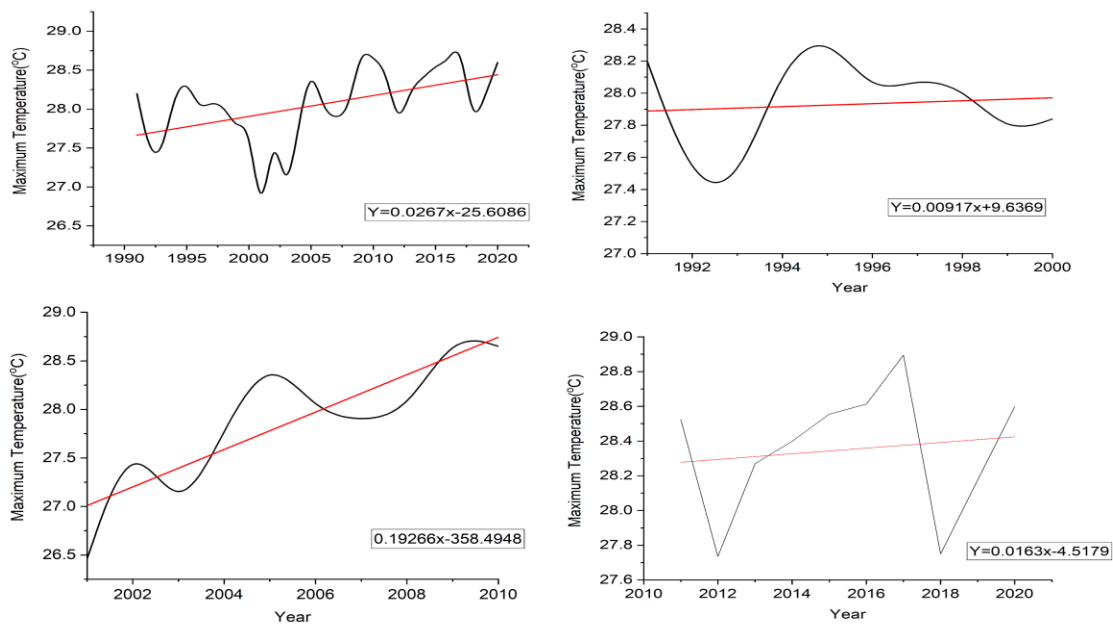 Maximum Temperature(⁰C)
29.0
28.5
28.0
27.5
27.0
26.5
1990 1995 2000 2005 2010 2015 2020
Y=0.0267x-25.6086
Maximum Temperature(⁰C)
28.4
28.2
28.0
27.8
27.6
27.4
27.2
27.0
1992 1994 1996 1998 2000
Year
Y=0.00917x+9.6369
Maximum Temperature(⁰C)
29.0
28.5
28.0
27.5
27.0
26.5
2002 2004 2006 2008 2010
Year
0.19266x-358.4948
Maximum Temperature(⁰C)
29.0
28.8
28.6
28.4
28.2
28.0
27.8
27.6
2010 2012 2014 2016 2018 2020
Year
Y=0.0163x-4.5179